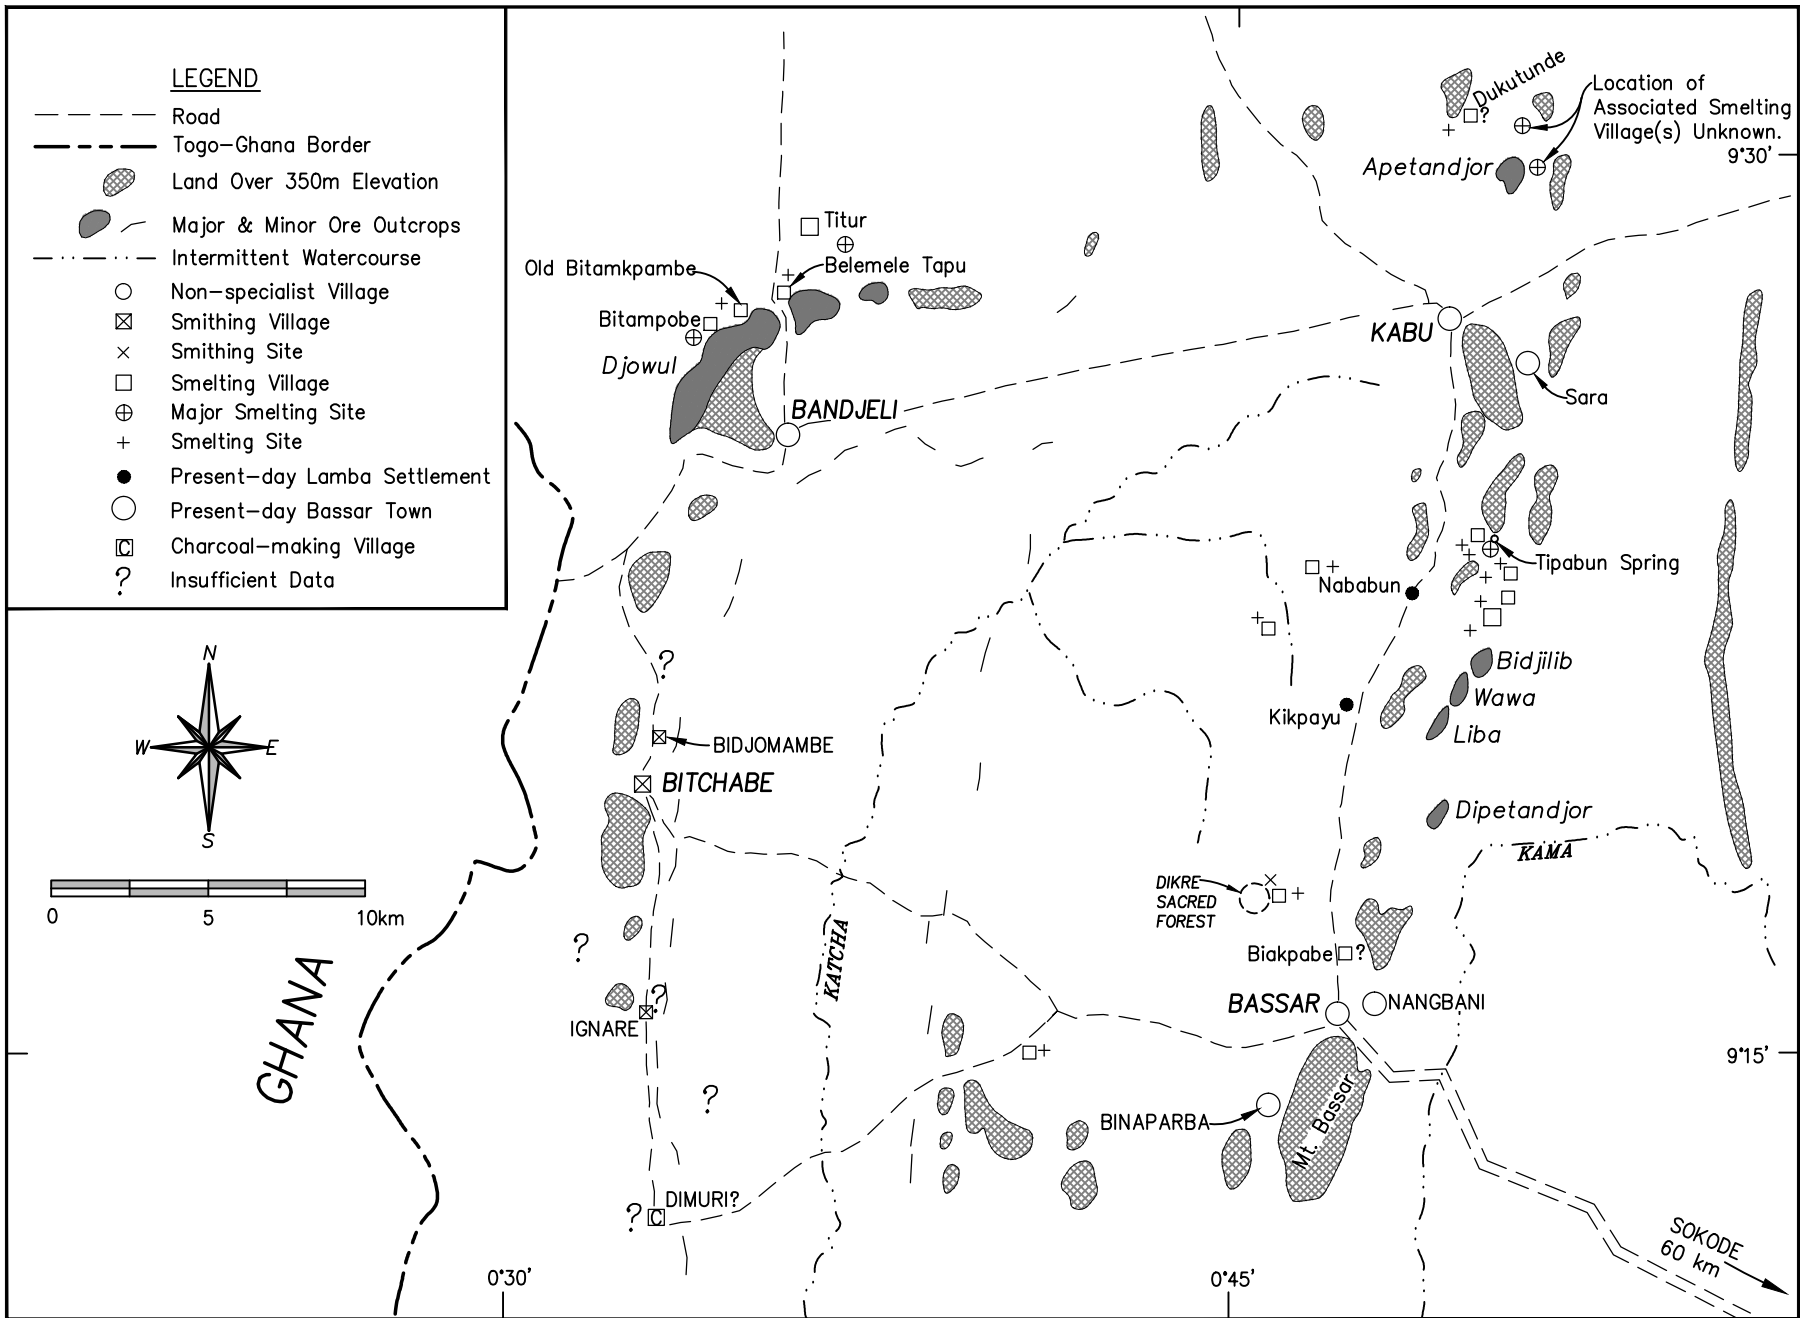 LEGEND
Road
Togo-Ghana Border
Land Over 350m Elevation
Major & Minor Ore Outcrops
Intermittent Watercourse
Non-specialist Village
Smithing Village
Smithing Site
Smelting Village
Major Smelting Site
Smelting Site
Present-day Lamba Settlement
Present-day Bassar Town
C Charcoal-making Village
? Insufficient Data
Dukutunde
?
Location of
Associated Smelting
Village(s) Unknown.
9°30'
Apetandjor
Titur
Old Bitamkpambe
Belemele Tapu
Bitampobe
Djowul
KABU
Sara
BANDJELI
Tipabun Spring
Nababun
N
W
E
S
?
Bidjilib
Wawa
Kikpayu
Liba
BIDJOMAMBE
BITCHABE
Dipetandjor
KAMA
0
5
10km
DIKRE
SACRED
FOREST
KATCHA
?
Biakpabe
?
GHANA
?
IGNARE
BASSAR
NANGBANI
9°15'
?
BINAPARBA
Mt. Bassar
DIMURI?
?
C
SOKODE
60 km
0°30'
0°45'